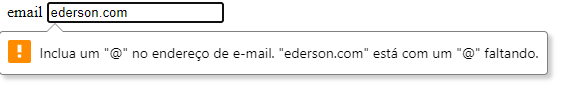 email ederson.com
Inclua um "@" no endereço de e-mail. "ederson.com" está com um "@" faltando.